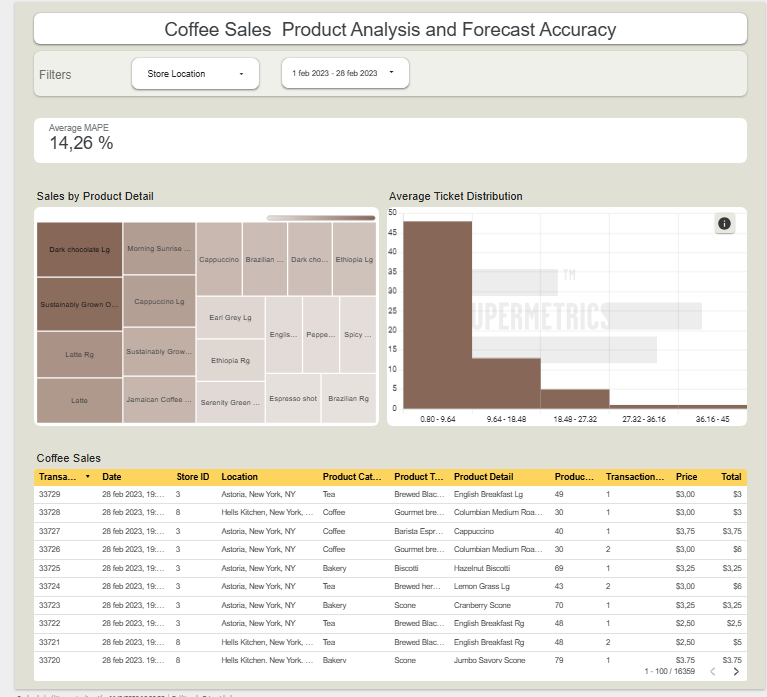 Coffee Sales  Product Analysis and Forecast Accuracy
Filters
Store Location
1 feb 2023 - 28 feb 2023
Average MAPE
14,26 %
Sales by Product Detail
Dark chocolate Lg
Sustainably Grown O...
Latte Rg
Latte
Morning Sunrise ...
Cappuccino Lg
Sustainably Grow...
Jamaican Coffee ...
Cappuccino
Brazilian ...
Dark cho...
Ethiopia Lg
Earl Grey Lg
Ethiopia Rg
Serenity Green ...
Englis...
Peppe...
Spicy ...
Espresso shot
Brazilian Rg
Average Ticket Distribution
50
45
40
35
30
25
20
15
10
5
0
TM
UPERMETRICS
0.80 - 9.64 9.64 - 18.48 18.48 - 27.32 27.32 - 36.16 36.16 - 45
Coffee Sales
Transa... Date Store ID Location Product Cat... Product T... Product Detail Produc... Transaction... Price Total
33729 28 feb 2023, 19:... 3 Astoria, New York, NY Tea Brewed Blac... English Breakfast Lg 49 1 $3,00 $3
33728 28 feb 2023, 19:... 8 Hells Kitchen, New York, ... Coffee Gourmet bre... Columbian Medium Roa... 30 1 $3,00 $3
33727 28 feb 2023, 19:... 3 Astoria, New York, NY Coffee Barista Espr... Cappuccino 40 1 $3,75 $3,75
33726 28 feb 2023, 19:... 3 Astoria, New York, NY Coffee Gourmet bre... Columbian Medium Roa... 30 2 $3,00 $6
33725 28 feb 2023, 19:... 3 Astoria, New York, NY Bakery Biscotti Hazelnut Biscotti 69 1 $3,25 $3,25
33724 28 feb 2023, 19:... 3 Astoria, New York, NY Tea Brewed her... Lemon Grass Lg 43 2 $3,00 $6
33723 28 feb 2023, 19:... 3 Astoria, New York, NY Bakery Scone Cranberry Scone 70 1 $3,25 $3,25
33722 28 feb 2023, 19:... 3 Astoria, New York, NY Tea Brewed Blac... English Breakfast Rg 48 1 $2,50 $2,5
33721 28 feb 2023, 19:... 8 Hells Kitchen, New York, ... Tea Brewed Blac... English Breakfast Rg 48 2 $2,50 $5
33720 28 feb 2023, 19:... 8 Hells Kitchen, New York, ... Bakery Scone Jumbo Savory Scone 79 1 $3,75 $3,75
1 - 100 / 16359